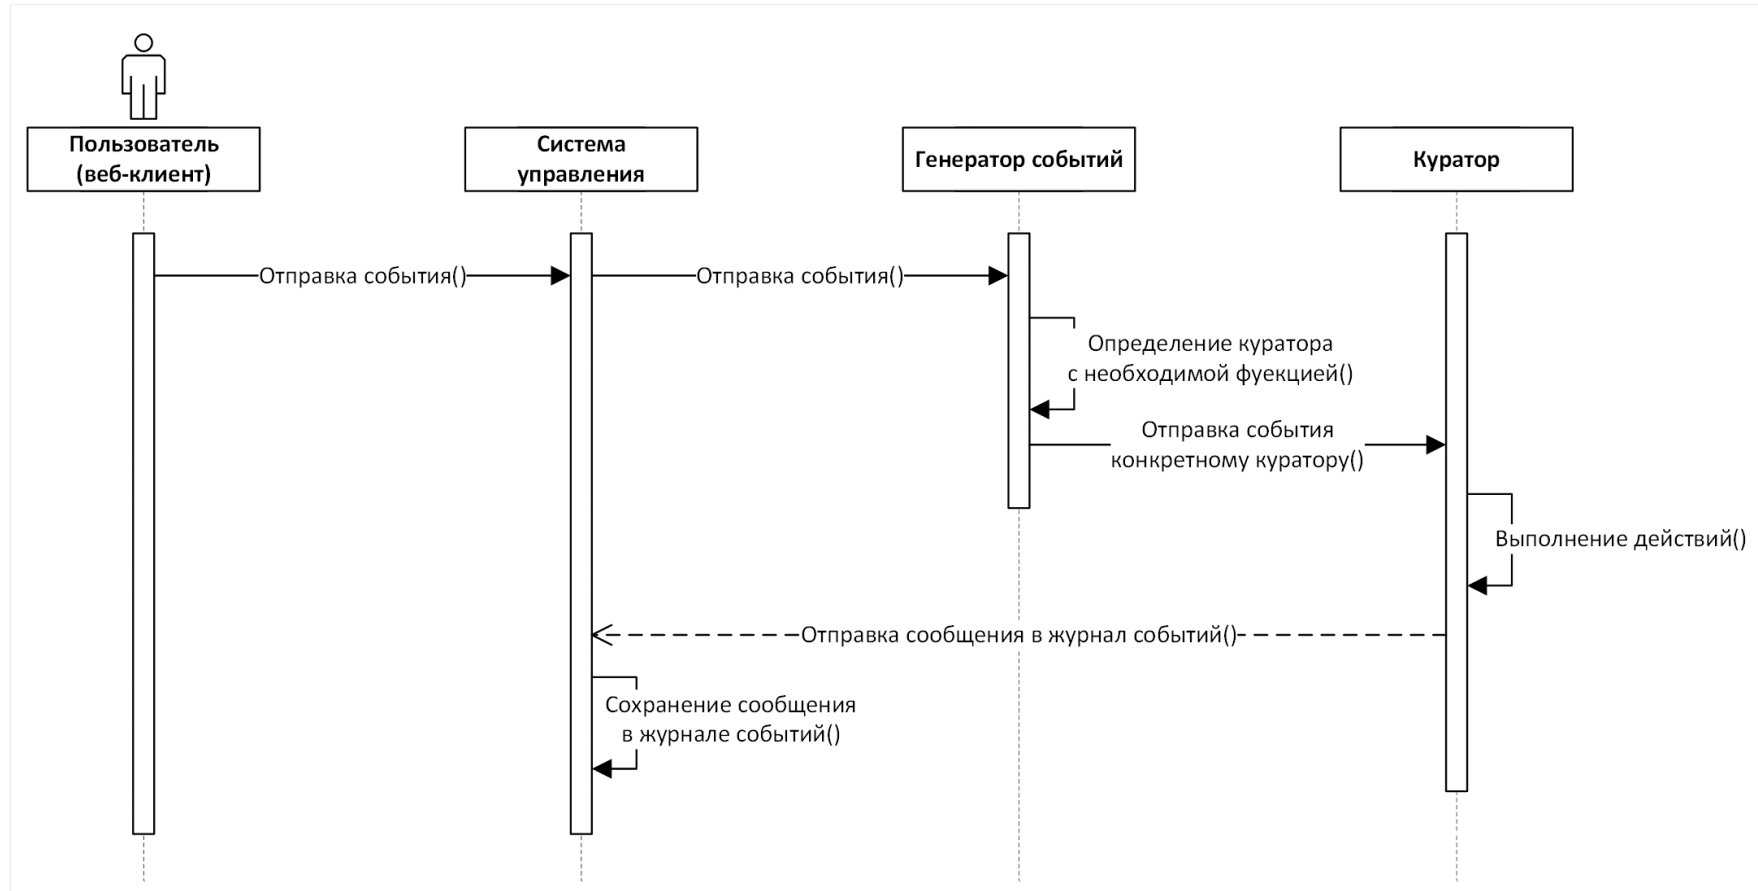 Пользователь
(веб-клиент)
Система
управления
Генератор событий
Куратор
Отправка события()
Отправка события()
Определение куратора
с необходимой фуекцией()
Отправка события
конкретному куратору()
Выполнение действий()
Отправка сообщения в журнал событий()
Сохранение сообщения
в журнале событий()